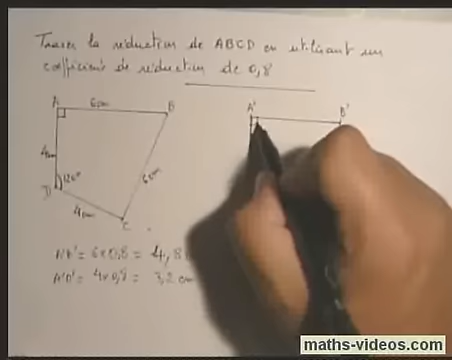 Tracer la réduction de ABCD en utilisant un
coefficient de réduction de 0,8
A 6cm B
A' B'
4cm
D 120° 6cm
4cm C
A'B' = 6×0,8 = 4,8
A'D' = 4×0,8 = 3,2 cm
maths-videos.com